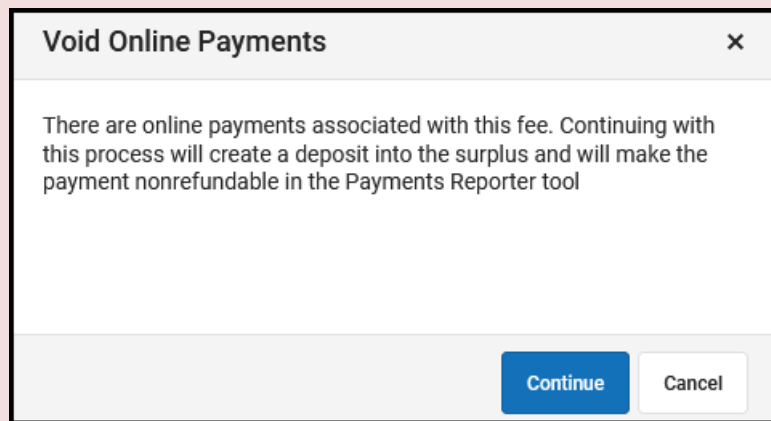 Void Online Payments ×
There are online payments associated with this fee. Continuing with
this process will create a deposit into the surplus and will make the
payment nonrefundable in the Payments Reporter tool
Continue Cancel